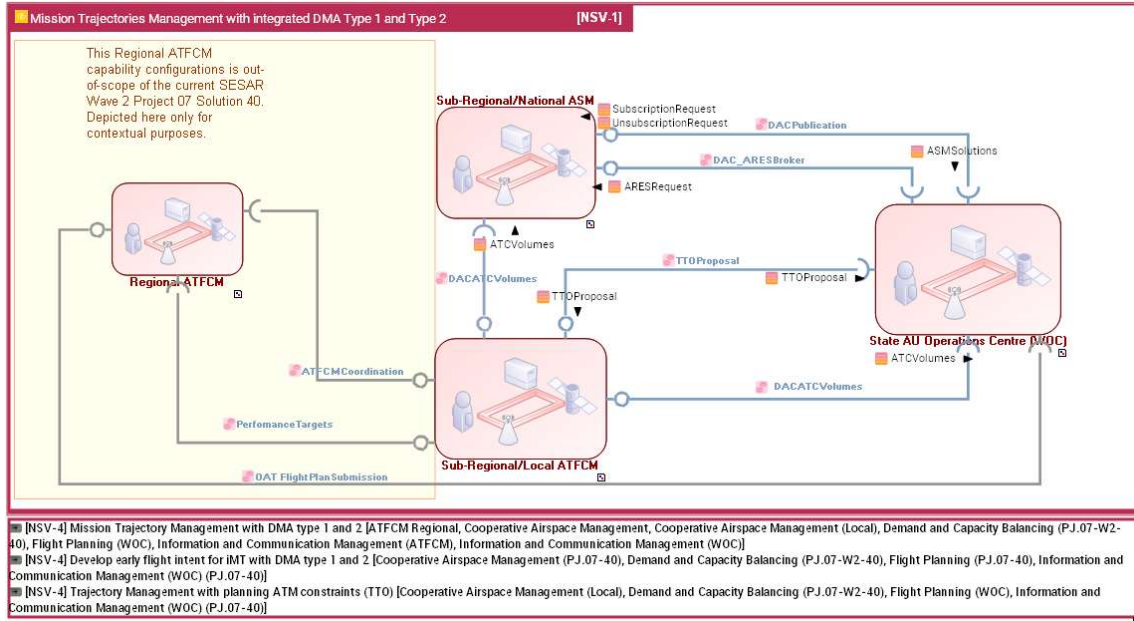 Mission Trajectories Management with integrated DMA Type 1 and Type 2 [NSV-1]
This Regional ATFCM
capability configurations is out-
of-scope of the current SESAR
Wave 2 Project 07 Solution 40.
Depicted here only for
contextual purposes.
Sub-Regional/National ASM
SubscriptionRequest
UnsubscriptionRequest
DACPublication
DAC_ARESBroker
ASMSolutions
ARESRequest
ATCVolumes
Regional ATFCM
DACATCVolumes
TTOProposal
TTOProposal
TTOProposal
State AU Operations Centre (WOC)
ATCVolumes
ATFCMCoordination
DACATCVolumes
PerfomanceTargets
Sub-Regional/Local ATFCM
OAT FlightPlanSubmission
[NSV-4] Mission Trajectory Management with DMA type 1 and 2 [ATFCM Regional, Cooperative Airspace Management, Cooperative Airspace Management (Local), Demand and Capacity Balancing (PJ.07-W2-
40), Flight Planning (WOC), Information and Communication Management (ATFCM), Information and Communication Management (WOC)]
[NSV-4] Develop early flight intent for iMT with DMA type 1 and 2 [Cooperative Airspace Management (PJ.07-40), Demand and Capacity Balancing (PJ.07-W2-40), Flight Planning (PJ.07-40), Information and
Communication Management (WOC) (PJ.07-40)]
[NSV-4] Trajectory Management with planning ATM constraints (TTO) [Cooperative Airspace Management (Local), Demand and Capacity Balancing (PJ.07-W2-40), Flight Planning (WOC), Information and
Communication Management (WOC) (PJ.07-40)]